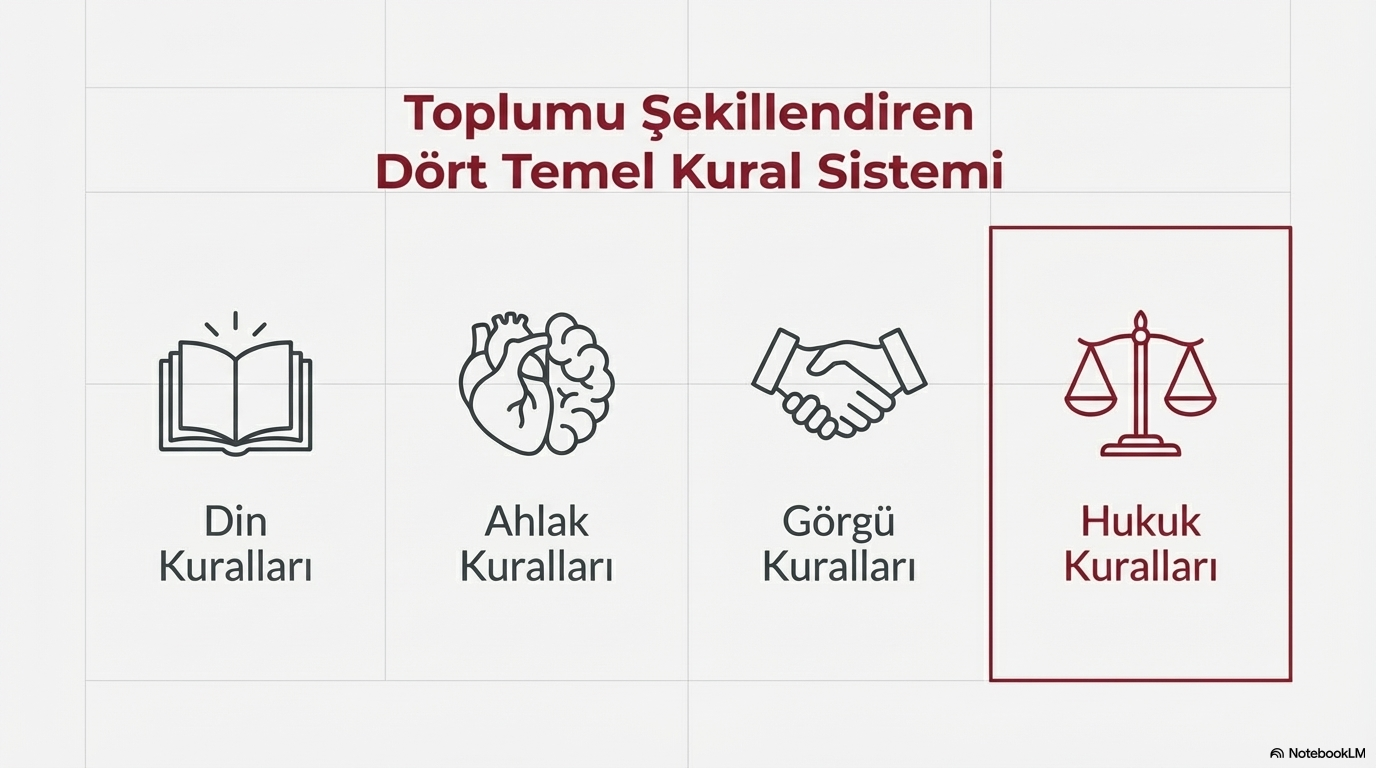 Toplumu Şekillendiren
Dört Temel Kural Sistemi
Din
Kuralları
Ahlak
Kuralları
Görgü
Kuralları
Hukuk
Kuralları
NotebookLM